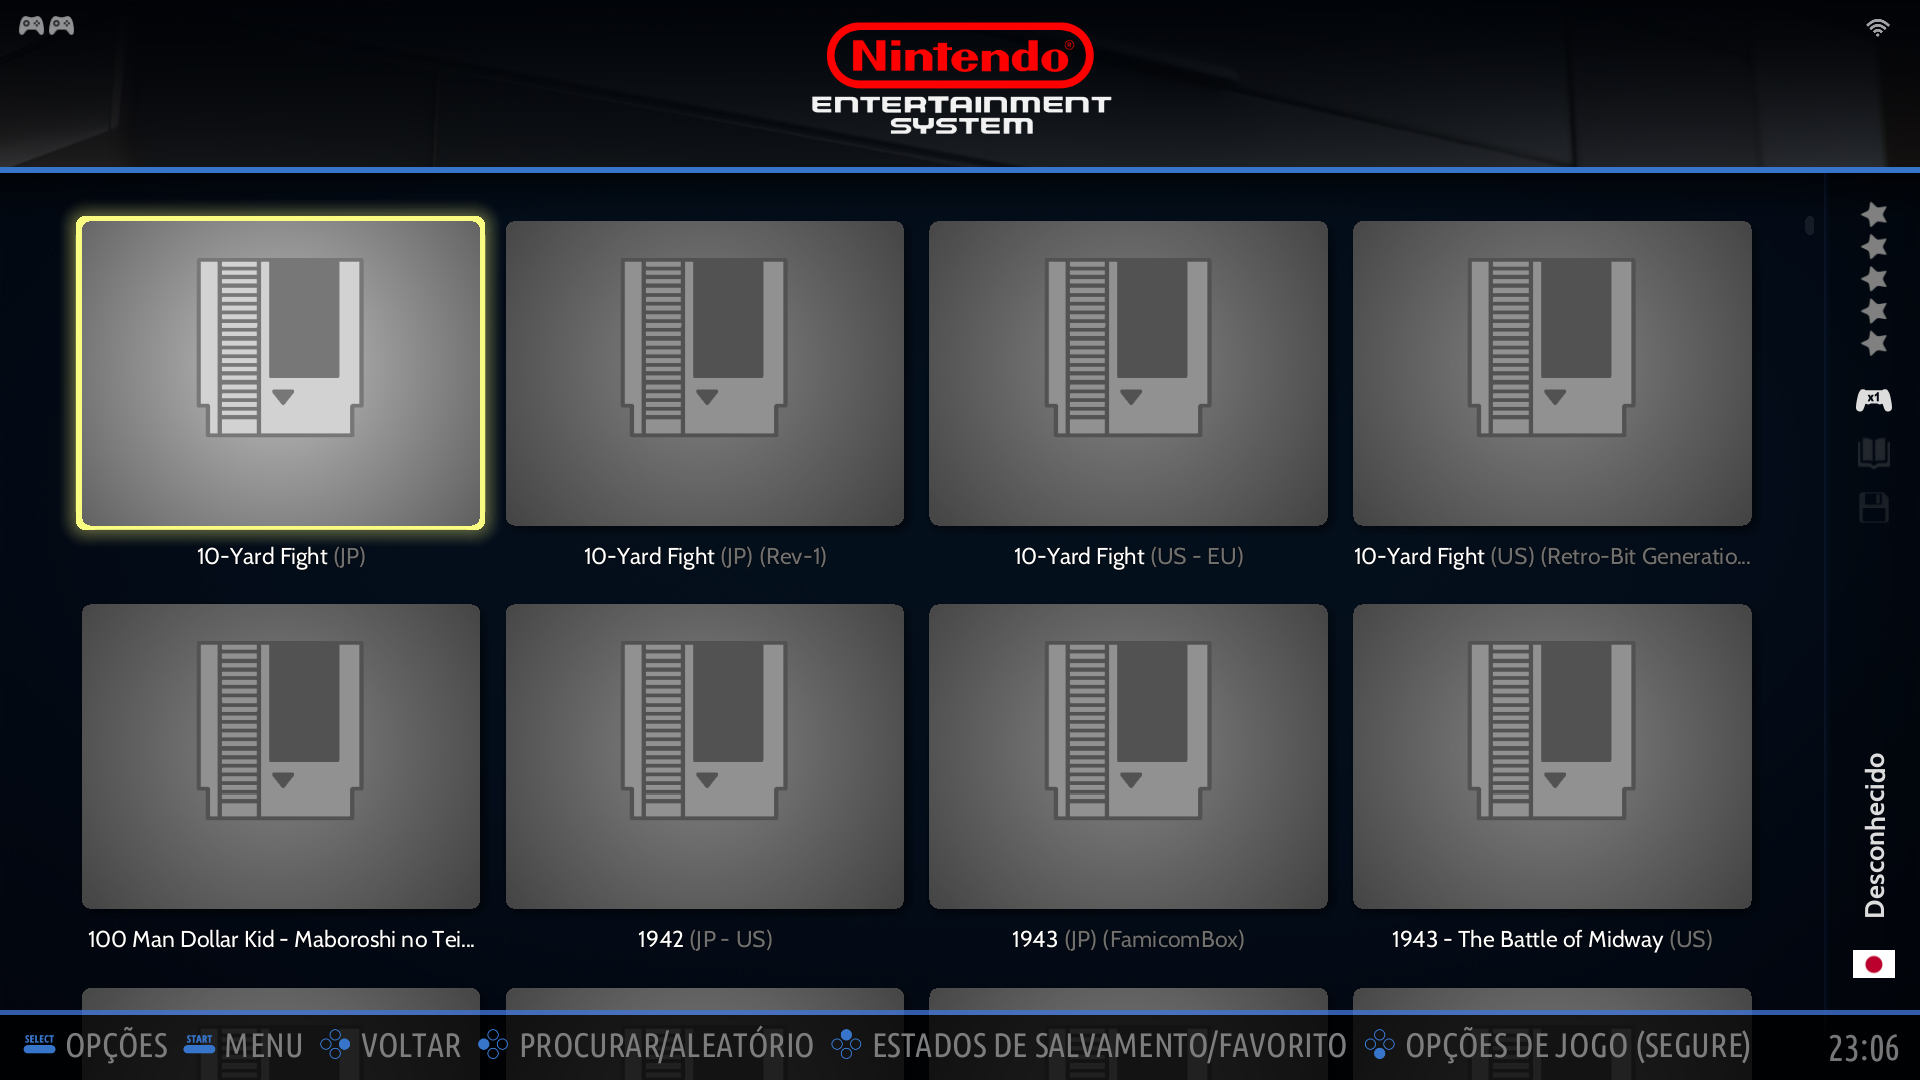 Nintendo®
ENTERTAINMENT
SYSTEM
10-Yard Fight (JP)
10-Yard Fight (JP) (Rev-1)
10-Yard Fight (US - EU)
10-Yard Fight (US) (Retro-Bit Generatio...
x1
100 Man Dollar Kid - Maboroshi no Tei...
1942 (JP - US)
1943 (JP) (FamicomBox)
1943 - The Battle of Midway (US)
Desconhecido
SELECT OPÇÕES START MENU VOLTAR PROCURAR/ALEATÓRIO ESTADOS DE SALVAMENTO/FAVORITO OPÇÕES DE JOGO (SEGURE) 23:06